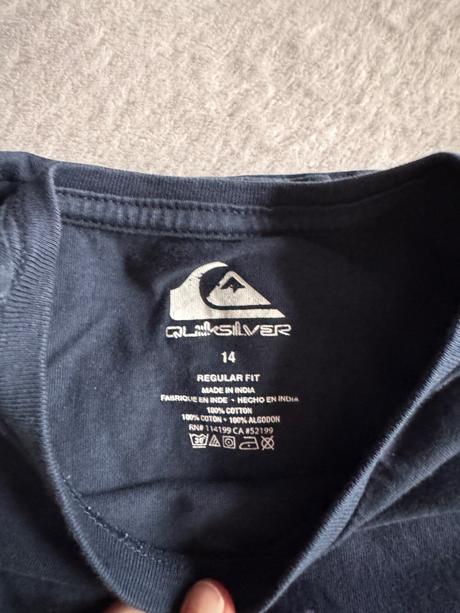 QUIKSILVER
14
REGULAR FIT
MADE IN INDIA
FABRIQUE EN INDE • HECHO EN INDIA
100% COTTON
100% COTON • 100% ALGODON
RN# 114199 CA #52199
30